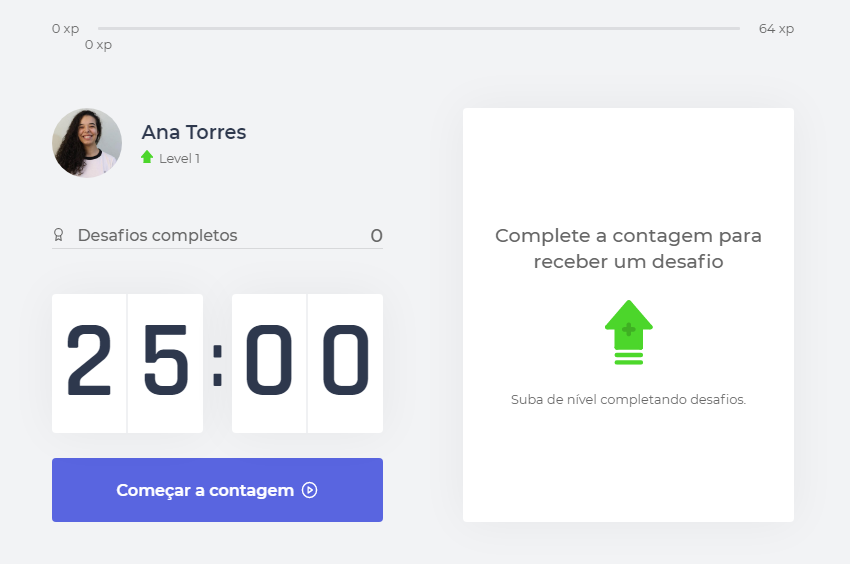 0 xp
64 xp
0 xp
Ana Torres
Level 1
Desafios completos
0
25:00
Começar a contagem
Complete a contagem para
receber um desafio
Suba de nível completando desafios.